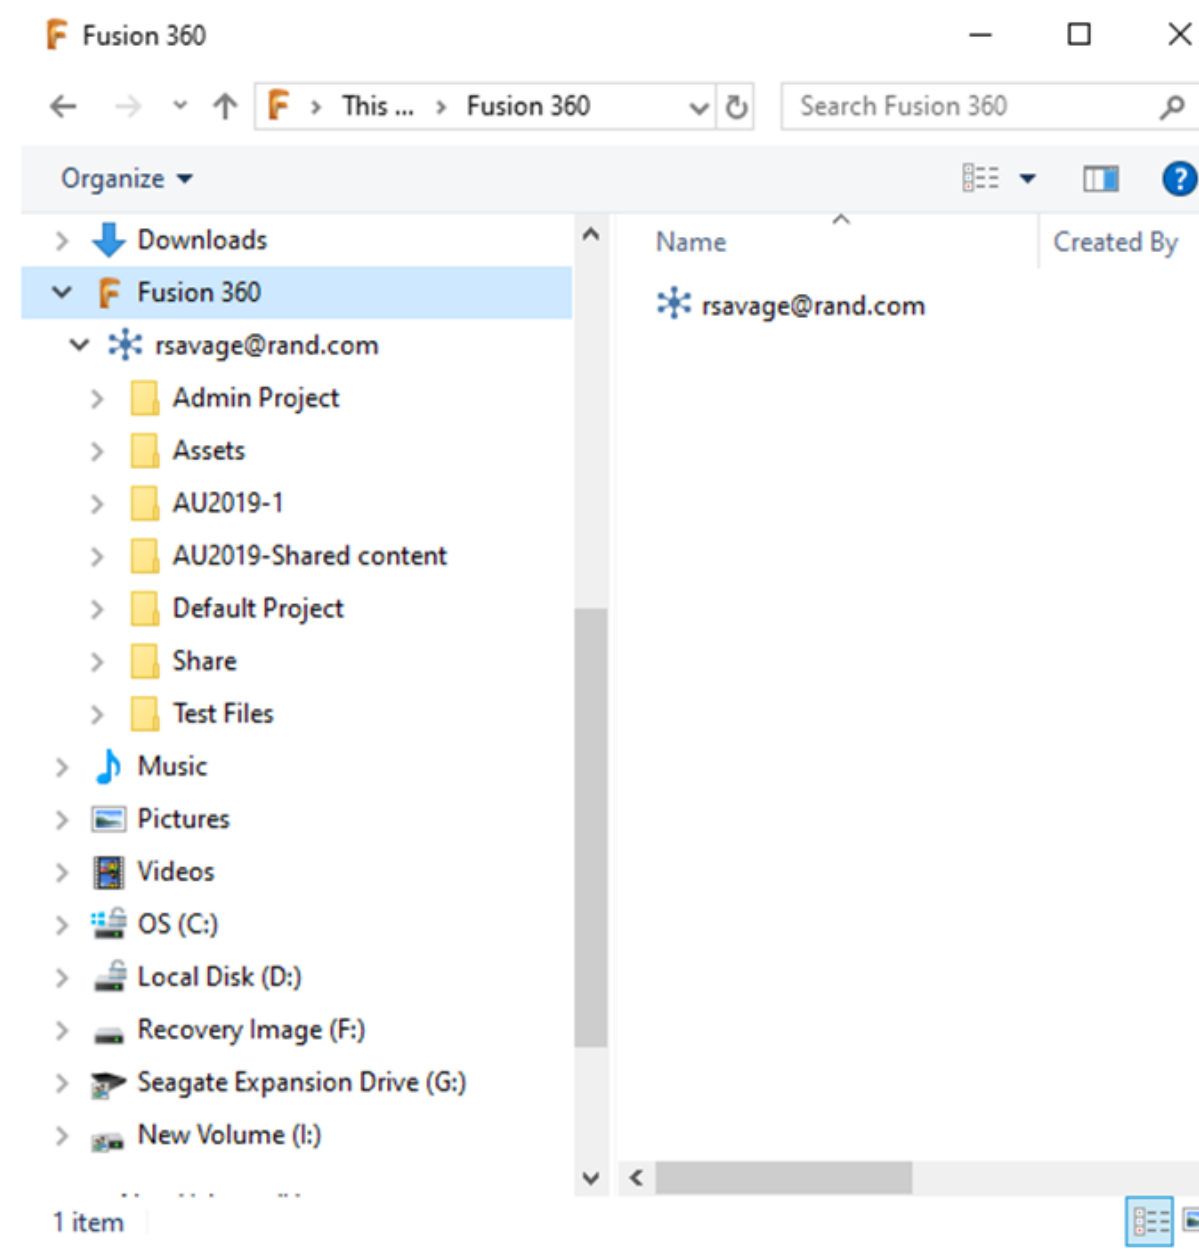 Fusion 360
This ... Fusion 360
Search Fusion 360
Organize
Name
Created By
rsavage@rand.com
Downloads
Fusion 360
rsavage@rand.com
Admin Project
Assets
AU2019-1
AU2019-Shared content
Default Project
Share
Test Files
Music
Pictures
Videos
OS (C:)
Local Disk (D:)
Recovery Image (F:)
Seagate Expansion Drive (G:)
New Volume (I:)
1 item